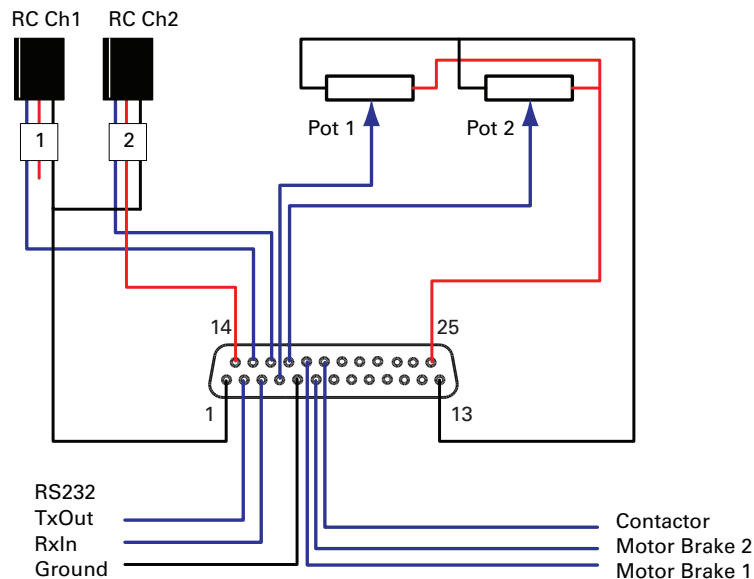 RC Ch1 RC Ch2
1 2
Pot 1 Pot 2
14 25
1 13
RS232
TxOut
RxIn
Ground
Contactor
Motor Brake 2
Motor Brake 1